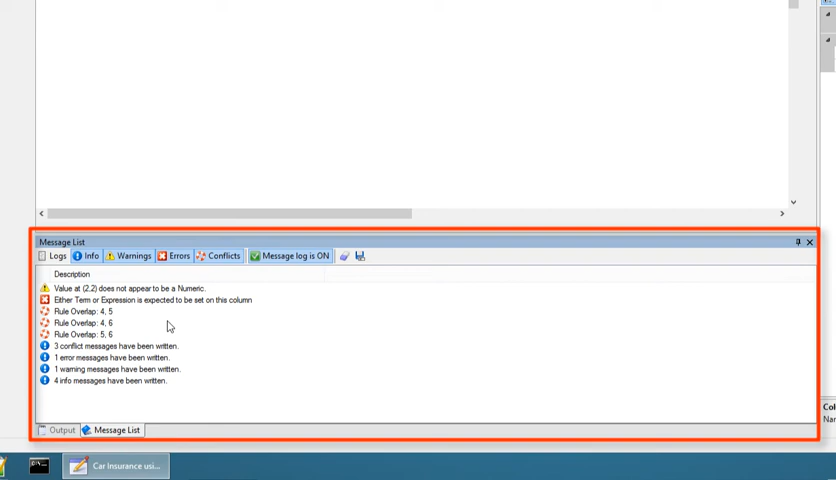 Message List
Logs Info Warnings Errors Conflicts Message log is ON
Description
Value at (2,2) does not appear to be a Numeric.
Either Term or Expression is expected to be set on this column
Rule Overlap: 4, 5
Rule Overlap: 4, 6
Rule Overlap: 5, 6
3 conflict messages have been written.
1 error messages have been written.
1 warning messages have been written.
4 info messages have been written.
Col
Nan
Output Message List
Car Insurance usi...